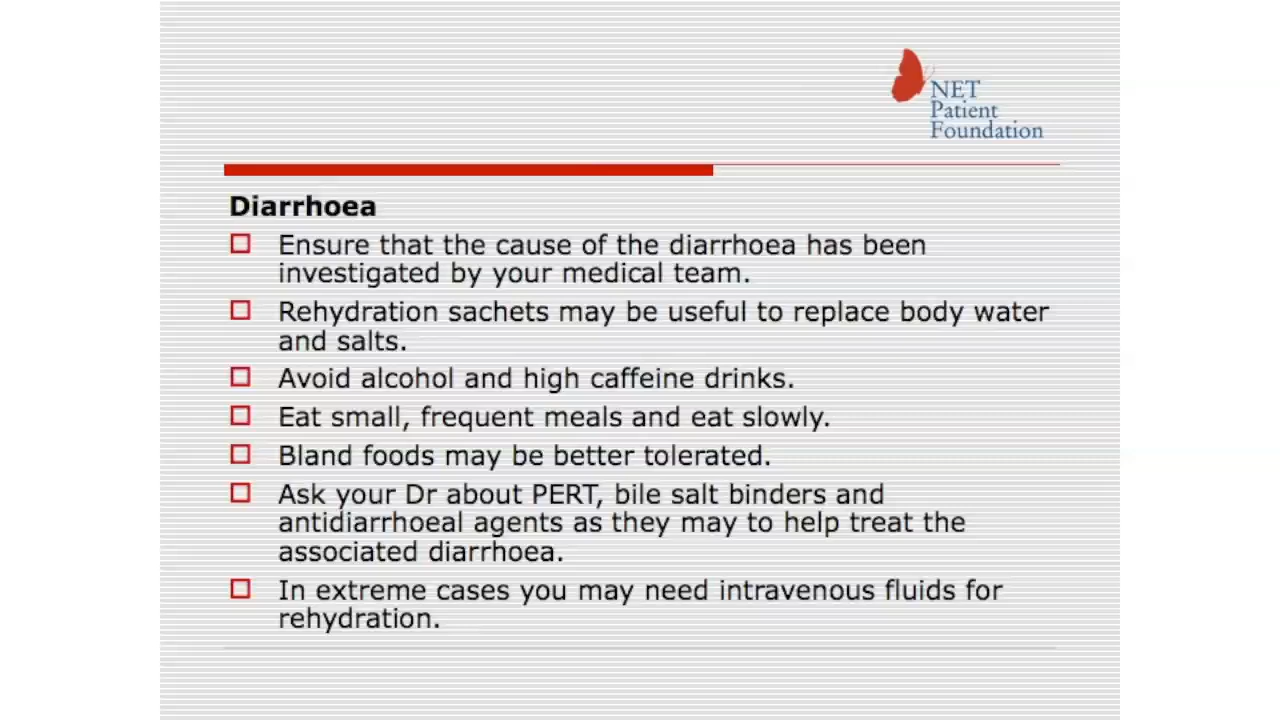 NET
Patient
Foundation
Diarrhoea
Ensure that the cause of the diarrhoea has been
investigated by your medical team.
Rehydration sachets may be useful to replace body water
and salts.
Avoid alcohol and high caffeine drinks.
Eat small, frequent meals and eat slowly.
Bland foods may be better tolerated.
Ask your Dr about PERT, bile salt binders and
antidiarrhoeal agents as they may to help treat the
associated diarrhoea.
In extreme cases you may need intravenous fluids for
rehydration.